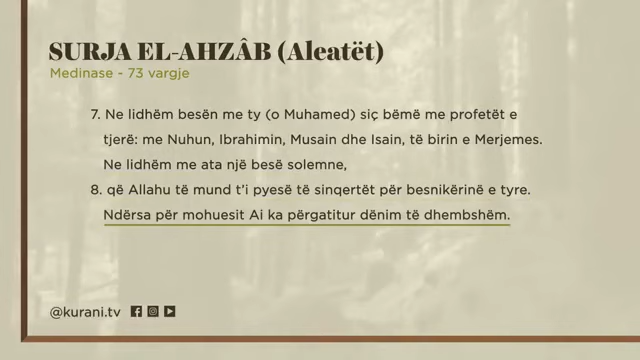 SURJA EL-AHZÂB (Aleatët)
Medinase - 73 vargje
7. Ne lidhëm besën me ty (o Muhamed) siç bëmë me profetët e
tjerë: me Nuhun, Ibrahimin, Musain dhe Isain, të birin e Merjemes.
Ne lidhëm me ata një besë solemne,
8. që Allahu të mund t'i pyesë të sinqertët për besnikërinë e tyre.
Ndërsa për mohuesit Ai ka përgatitur dënim të dhembshëm.
@kurani.tv